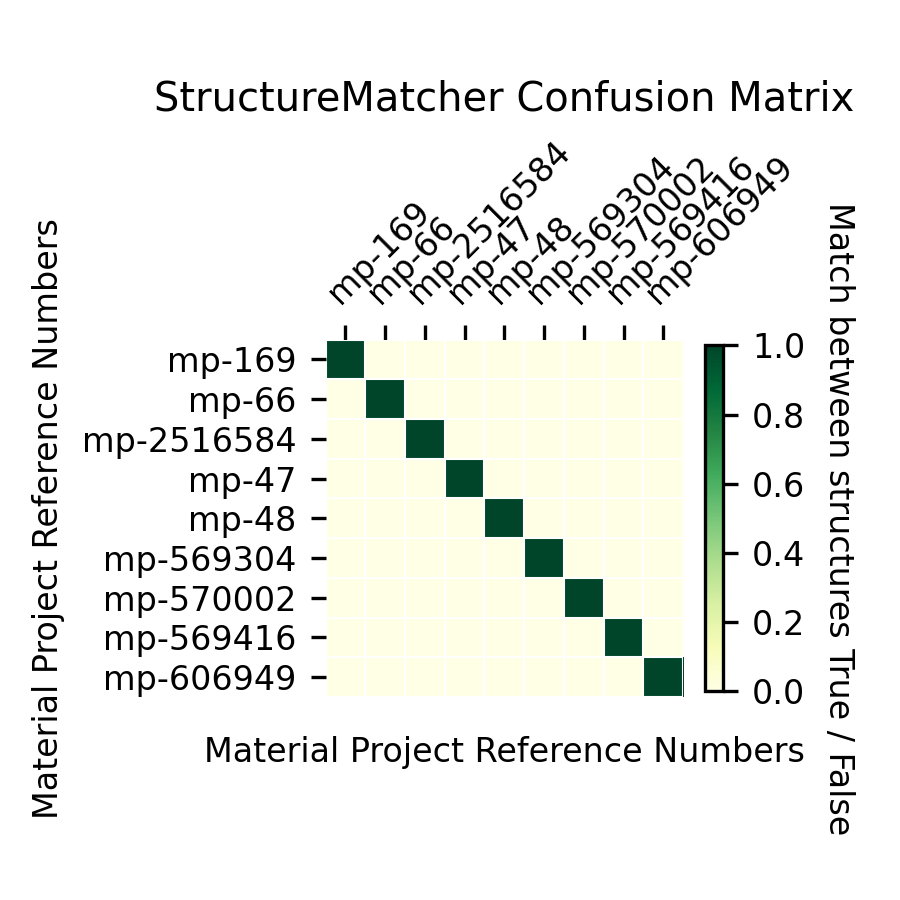 StructureMatcher Confusion Matrix
mp-169
mp-66
mp-2516584
mp-47
mp-48
mp-569304
mp-570002
mp-569416
mp-606949
Material Project Reference Numbers
mp-169
mp-66
mp-2516584
mp-47
mp-48
mp-569304
mp-570002
mp-569416
mp-606949
1.0
0.8
0.6
0.4
0.2
0.0
Match between structures True / False
Material Project Reference Numbers